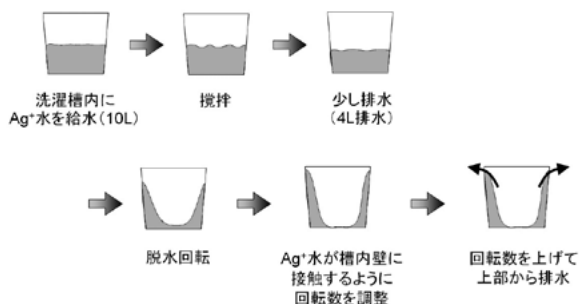 洗濯槽内に
Ag⁺水を給水(10L)
撹拌
少し排水
(4L排水)
脱水回転
Ag⁺水が槽内壁に
接触するように
回転数を調整
回転数を上げて
上部から排水